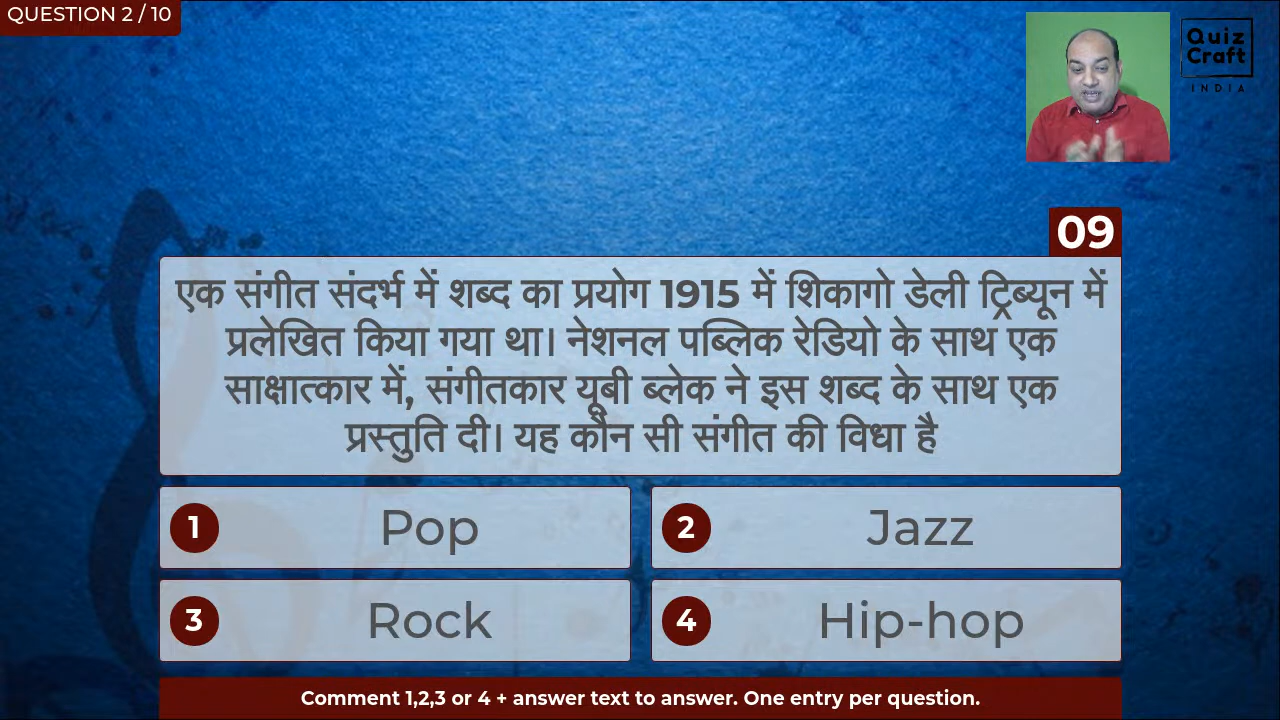 QUESTION 2 / 10
Quiz
Craft
INDIA
09
एक संगीत संदर्भ में शब्द का प्रयोग 1915 में शिकागो डेली ट्रिब्यून में
प्रलेखित किया गया था। नेशनल पब्लिक रेडियो के साथ एक
साक्षात्कार में, संगीतकार यूबी ब्लेक ने इस शब्द के साथ एक
प्रस्तुति दी। यह कौन सी संगीत की विधा है
1 Pop
2 Jazz
3 Rock
4 Hip-hop
Comment 1,2,3 or 4 + answer text to answer. One entry per question.